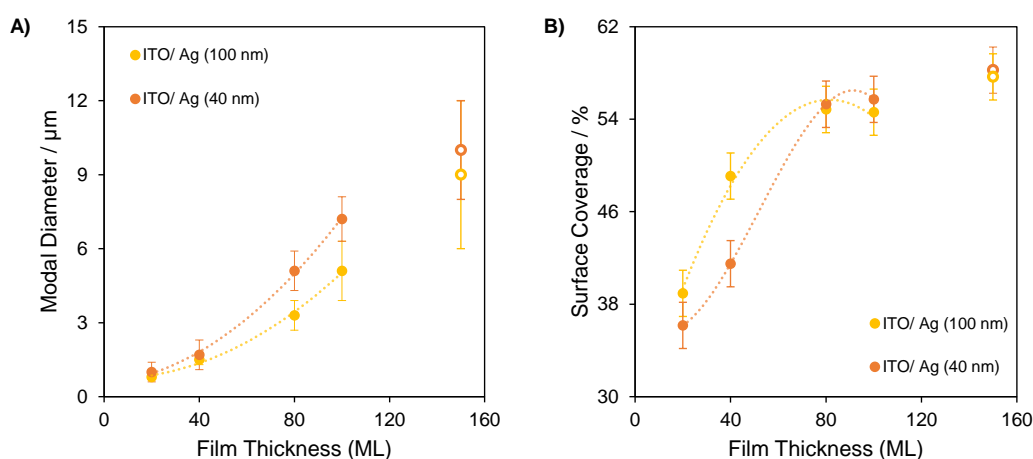 A)
Modal Diameter / µm
15
12
9
6
3
0
ITO/ Ag (100 nm)
ITO/ Ag (40 nm)
0
40
80
120
160
Film Thickness (ML)
B)
Surface Coverage / %
62
54
46
38
30
ITO/ Ag (100 nm)
ITO/ Ag (40 nm)
0
40
80
120
160
Film Thickness (ML)